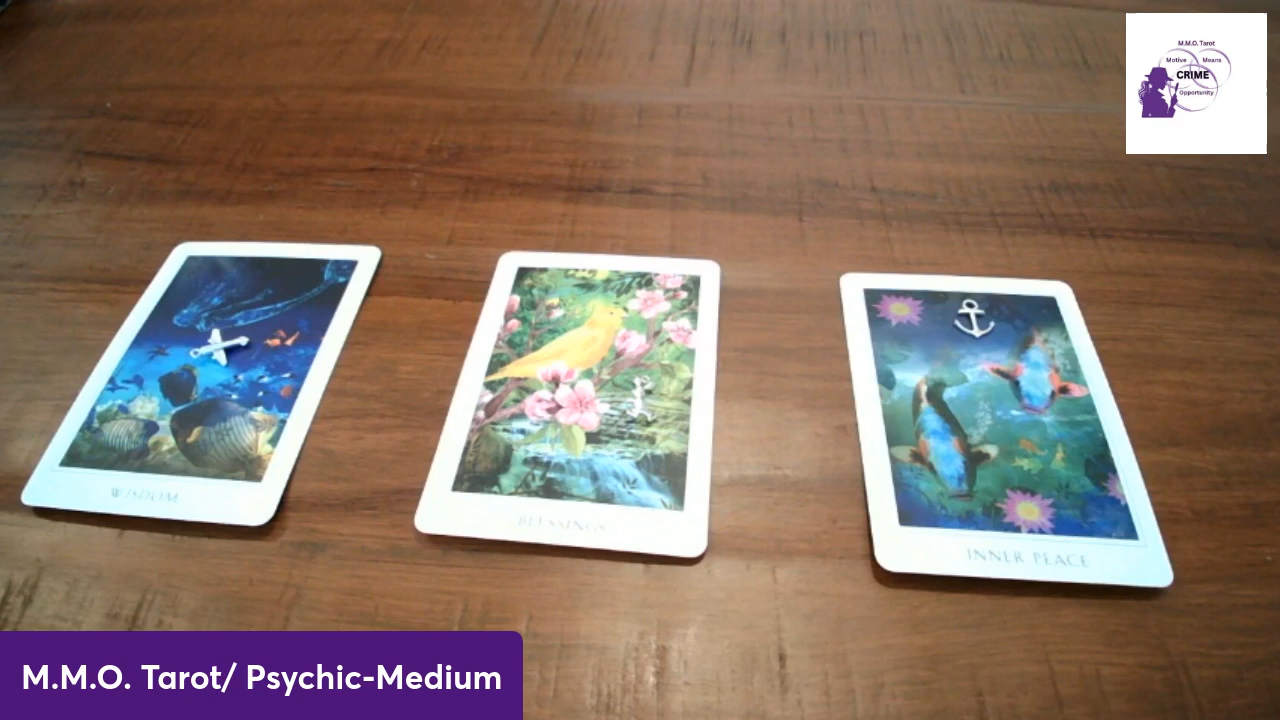 M.M.O. Tarot
Motive Means
CRIME
Opportunity
WISDOM
BLESSINGS
INNER PEACE
M.M.O. Tarot/ Psychic-Medium